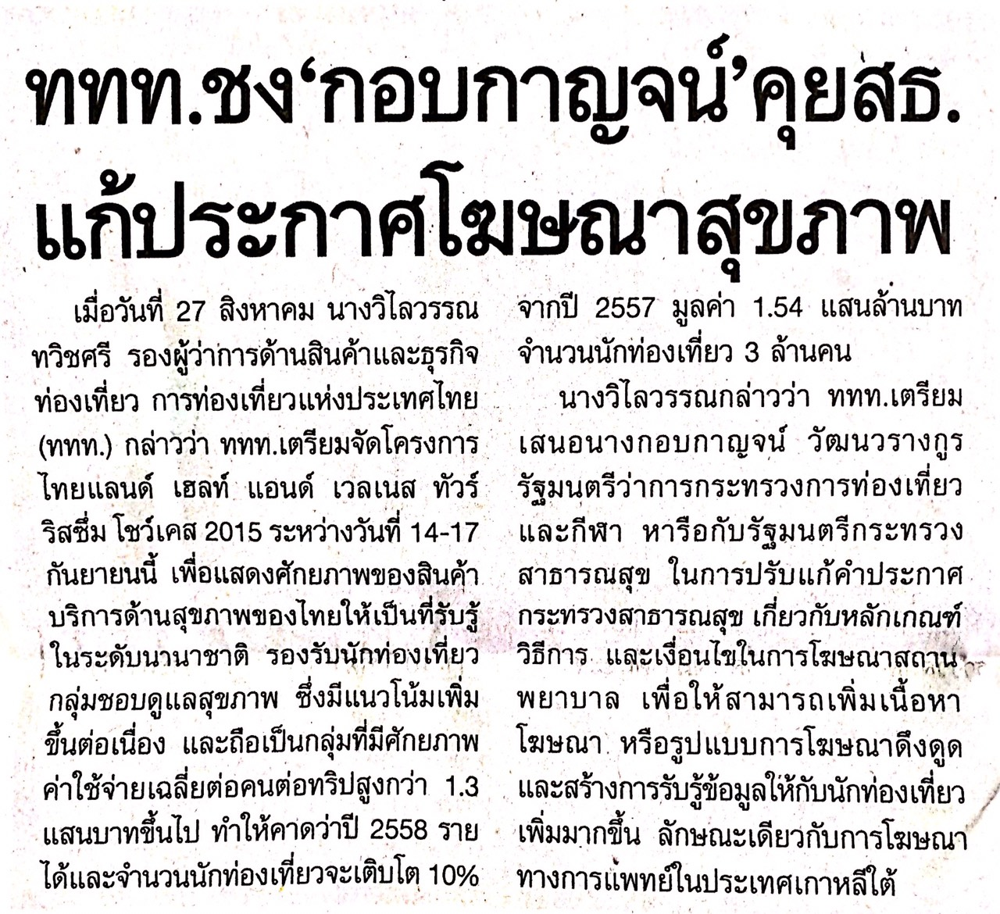 ททท.ชง‘กอบกาญจน์’คุยสธ.
แก้ประกาศโฆษณาสุขภาพ
เมื่อวันที่ 27 สิงหาคม นางวิไลวรรณ
ทวิชศรี รองผู้ว่าการด้านสินค้าและธุรกิจ
ท่องเที่ยว การท่องเที่ยวแห่งประเทศไทย
(ททท.) กล่าวว่า ททท.เตรียมจัดโครงการ
ไทยแลนด์ เฮลท์ แอนด์ เวลเนส ทัวร์
ริสซึ่ม โชว์เคส 2015 ระหว่างวันที่ 14-17
กันยายนนี้ เพื่อแสดงศักยภาพของสินค้า
บริการด้านสุขภาพของไทยให้เป็นที่รับรู้
ในระดับนานาชาติ รองรับนักท่องเที่ยว
กลุ่มชอบดูแลสุขภาพ ซึ่งมีแนวโน้มเพิ่ม
ขึ้นต่อเนื่อง และถือเป็นกลุ่มที่มีศักยภาพ
ค่าใช้จ่ายเฉลี่ยต่อคนต่อทริปสูงกว่า 1.3
แสนบาทขึ้นไป ทำให้คาดว่าปี 2558 ราย
ได้และจำนวนนักท่องเที่ยวจะเติบโต 10%
จากปี 2557 มูลค่า 1.54 แสนล้านบาท
จำนวนนักท่องเที่ยว 3 ล้านคน
นางวิไลวรรณกล่าวว่า ททท.เตรียม
เสนอนางกอบกาญจน์ วัฒนวรางกูร
รัฐมนตรีว่าการกระทรวงการท่องเที่ยว
และกีฬา หารือกับรัฐมนตรีกระทรวง
สาธารณสุข ในการปรับแก้คำประกาศ
กระทรวงสาธารณสุข เกี่ยวกับหลักเกณฑ์
วิธีการ และเงื่อนไขในการโฆษณาสถาน
พยาบาล เพื่อให้สามารถเพิ่มเนื้อหา
โฆษณา หรือรูปแบบการโฆษณาดึงดูด
และสร้างการรับรู้ข้อมูลให้กับนักท่องเที่ยว
เพิ่มมากขึ้น ลักษณะเดียวกับการโฆษณา
ทางการแพทย์ในประเทศเกาหลีใต้